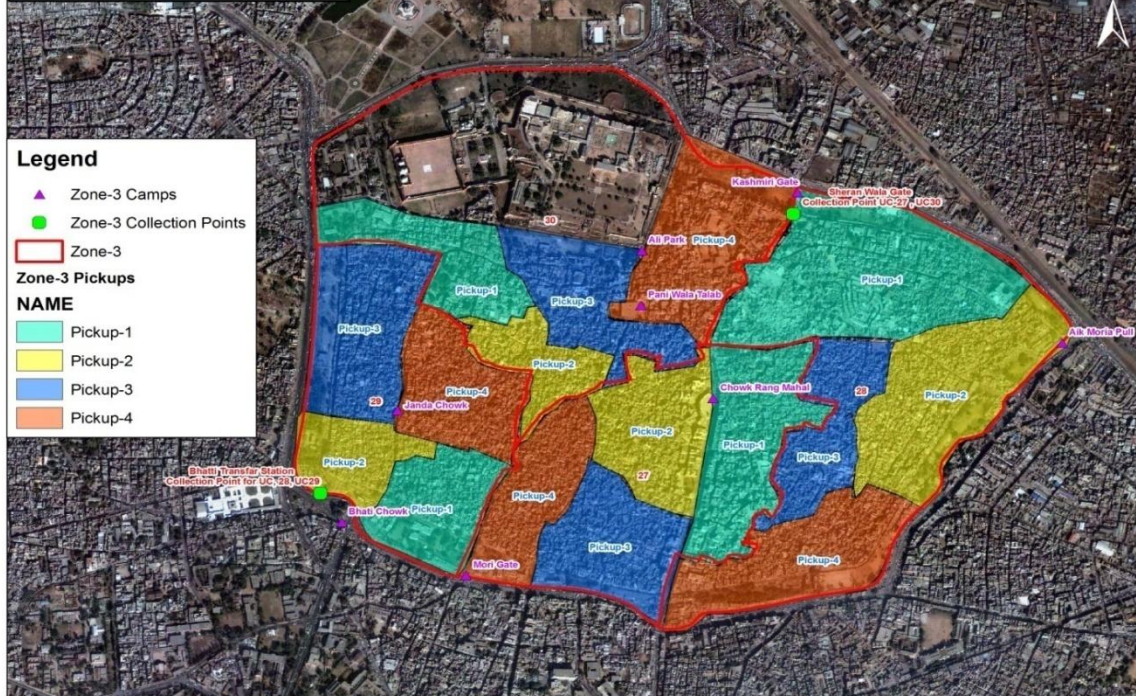 Legend
Zone-3 Camps
Zone-3 Collection Points
Zone-3
Zone-3 Pickups
NAME
Pickup-1
Pickup-2
Pickup-3
Pickup-4
Kashmiri Gate
Sheran Wala Gate
Collection Point UC-27 , UC30
30
Ali Park
Pickup-4
Pickup-1
Pickup-1
Pickup-3
Pani Wala Talab
Pickup-3
Aik Moria Pull
Pickup-2
Pickup-4
Chowk Rang Mahal
28
Pickup-2
29
Janda Chowk
Pickup-2
Pickup-1
Pickup-3
Pickup-2
Bhatti Transfar Station
Collection Point for UC, 28, UC29
27
Pickup-4
Bhati Chowk
Pickup-1
Pickup-3
Pickup-4
Mori Gate